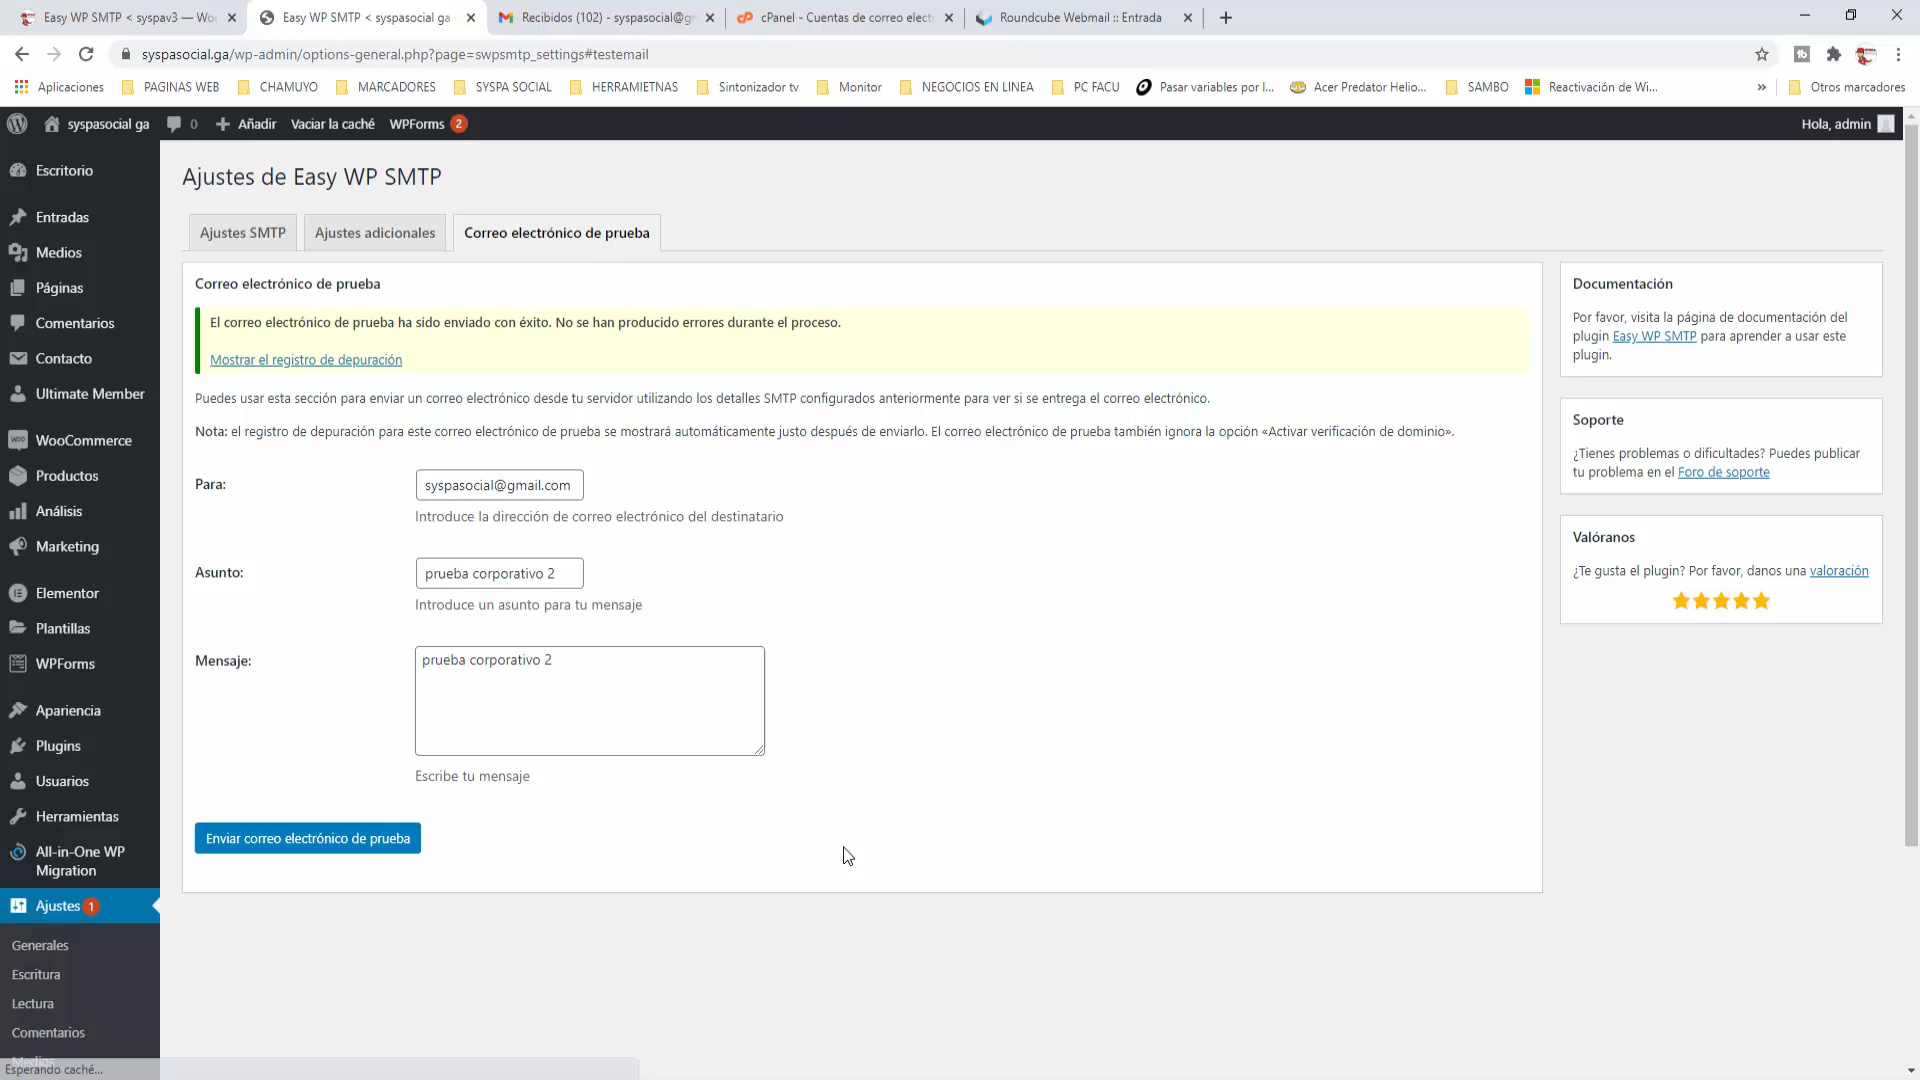 Easy WP SMTP < syspav3 — Wo
Easy WP SMTP < syspasocial ga
Recibidos (102) - syspasocial@g
cPanel - Cuentas de correo elect
Roundcube Webmail :: Entrada
syspasocial.ga/wp-admin/options-general.php?page=swpsmtp_settings#testemail
Aplicaciones
PAGINAS WEB
CHAMUYO
MARCADORES
SYSPA SOCIAL
HERRAMIETNAS
Sintonizador tv
Monitor
NEGOCIOS EN LINEA
PC FACU
Pasar variables por l...
Acer Predator Helio...
SAMBO
Reactivación de Wi...
»
Otros marcadores
syspasocial ga
0
Añadir
Vaciar la caché
WPForms 2
Hola, admin
Escritorio
Entradas
Medios
Páginas
Comentarios
Contacto
Ultimate Member
WooCommerce
Productos
Análisis
Marketing
Elementor
Plantillas
WPForms
Apariencia
Plugins
Usuarios
Herramientas
All-in-One WP
Migration
Ajustes 1
Generales
Escritura
Lectura
Comentarios
Medios
Esperando caché...
Ajustes de Easy WP SMTP
Ajustes SMTP
Ajustes adicionales
Correo electrónico de prueba
Correo electrónico de prueba
El correo electrónico de prueba ha sido enviado con éxito. No se han producido errores durante el proceso.
Mostrar el registro de depuración
Puedes usar esta sección para enviar un correo electrónico desde tu servidor utilizando los detalles SMTP configurados anteriormente para ver si se entrega el correo electrónico.
Nota: el registro de depuración para este correo electrónico de prueba se mostrará automáticamente justo después de enviarlo. El correo electrónico de prueba también ignora la opción «Activar verificación de dominio».
Para:
syspasocial@gmail.com
Introduce la dirección de correo electrónico del destinatario
Asunto:
prueba corporativo 2
Introduce un asunto para tu mensaje
Mensaje:
prueba corporativo 2
Escribe tu mensaje
Enviar correo electrónico de prueba
Documentación
Por favor, visita la página de documentación del
plugin Easy WP SMTP para aprender a usar este
plugin.
Soporte
¿Tienes problemas o dificultades? Puedes publicar
tu problema en el Foro de soporte
Valóranos
¿Te gusta el plugin? Por favor, danos una valoración